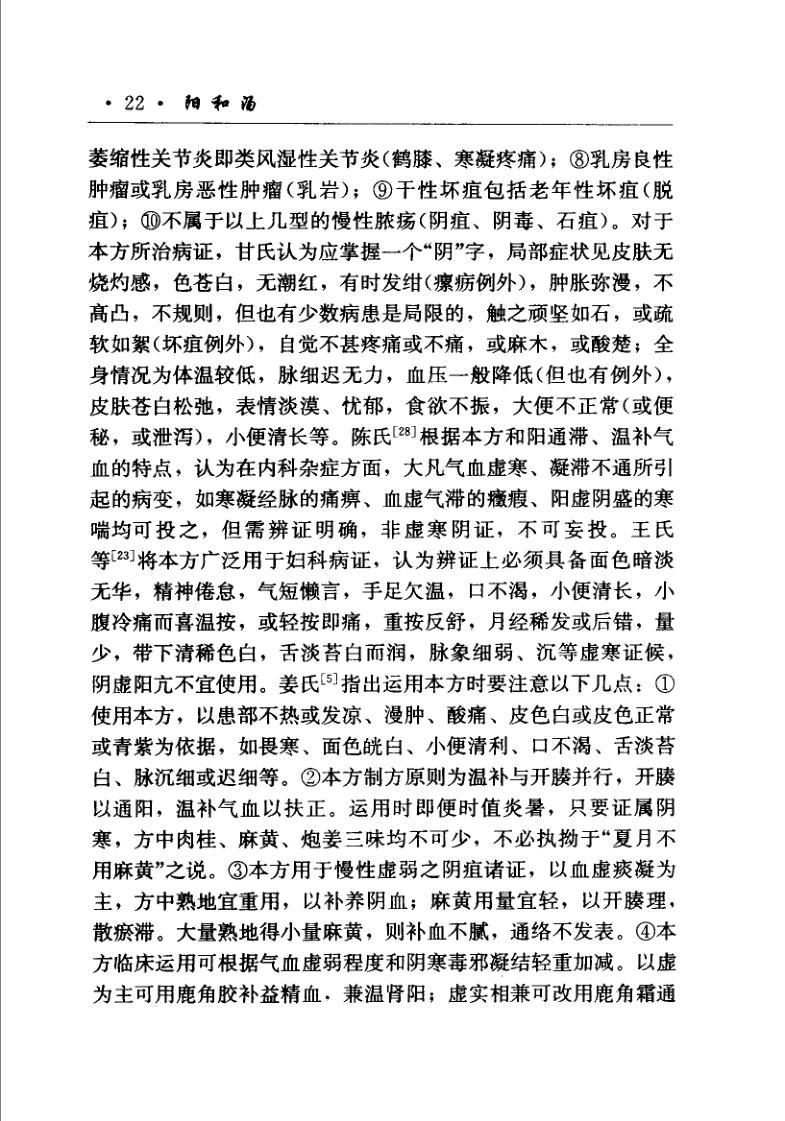 · 22 · 阳和汤
萎缩性关节炎即类风湿性关节炎(鹤膝、寒凝疼痛)；⑧乳房良性
肿瘤或乳房恶性肿瘤(乳岩)；⑨干性坏疽包括老年性坏疽(脱
疽)；⑩不属于以上几型的慢性脓疡(阴疽、阴毒、石疽)。对于
本方所治病证，甘氏认为应掌握一个“阴”字，局部症状见皮肤无
烧灼感，色苍白，无潮红，有时发绀(瘰疬例外)，肿胀弥漫，不
高凸，不规则，但也有少数病患是局限的，触之顽坚如石，或疏
软如絮(坏疽例外)，自觉不甚疼痛或不痛，或麻木，或酸楚；全
身情况为体温较低，脉细迟无力，血压一般降低(但也有例外)，
皮肤苍白松弛，表情淡漠、忧郁，食欲不振，大便不正常(或便
秘，或泄泻)，小便清长等。陈氏[28]根据本方和阳通滞、温补气
血的特点，认为在内科杂症方面，大凡气血虚寒、凝滞不通所引
起的病变，如寒凝经脉的痛痹、血虚气滞的癥瘕、阳虚阴盛的寒
喘均可投之，但需辨证明确，非虚寒阴证，不可妄投。王氏
等[23]将本方广泛用于妇科病证，认为辨证上必须具备面色暗淡
无华，精神倦怠，气短懒言，手足欠温，口不渴，小便清长，小
腹冷痛而喜温按，或轻按即痛，重按反舒，月经稀发或后错，量
少，带下清稀色白，舌淡苔白而润，脉象细弱、沉等虚寒证候，
阴虚阳亢不宜使用。姜氏[5]指出运用本方时要注意以下几点：①
使用本方，以患部不热或发凉、漫肿、酸痛、皮色白或皮色正常
或青紫为依据，如畏寒、面色㿠白、小便清利、口不渴、舌淡苔
白、脉沉细或迟细等。②本方制方原则为温补与开腠并行，开腠
以通阳，温补气血以扶正。运用时即便时值炎暑，只要证属阴
寒，方中肉桂、麻黄、炮姜三味均不可少，不必执拗于“夏月不
用麻黄”之说。③本方用于慢性虚弱之阴疽诸证，以血虚痰凝为
主，方中熟地宜重用，以补养阴血；麻黄用量宜轻，以开腠理，
散瘀滞。大量熟地得小量麻黄，则补血不腻，通络不发表。④本
方临床运用可根据气血虚弱程度和阴寒毒邪凝结轻重加减。以虚
为主可用鹿角胶补益精血．兼温肾阳；虚实相兼可改用鹿角霜通